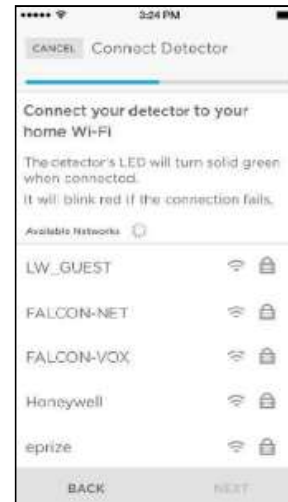 3:24 PM
CANCEL Connect Detector
Connect your detector to your
home Wi-Fi
The detector's LED will turn solid green
when connected.
It will blink red if the connection fails.
Available Networks
LW_GUEST
FALCON-NET
FALCON-VOX
Honeywell
eprize
BACK NEXT